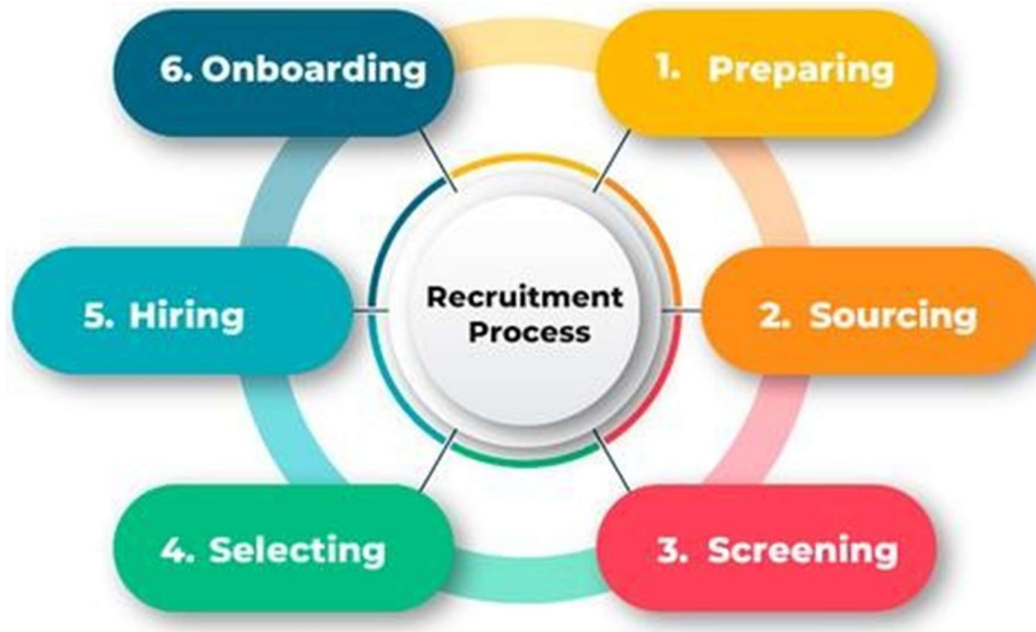 Recruitment
Process
1. Preparing
2. Sourcing
3. Screening
4. Selecting
5. Hiring
6. Onboarding